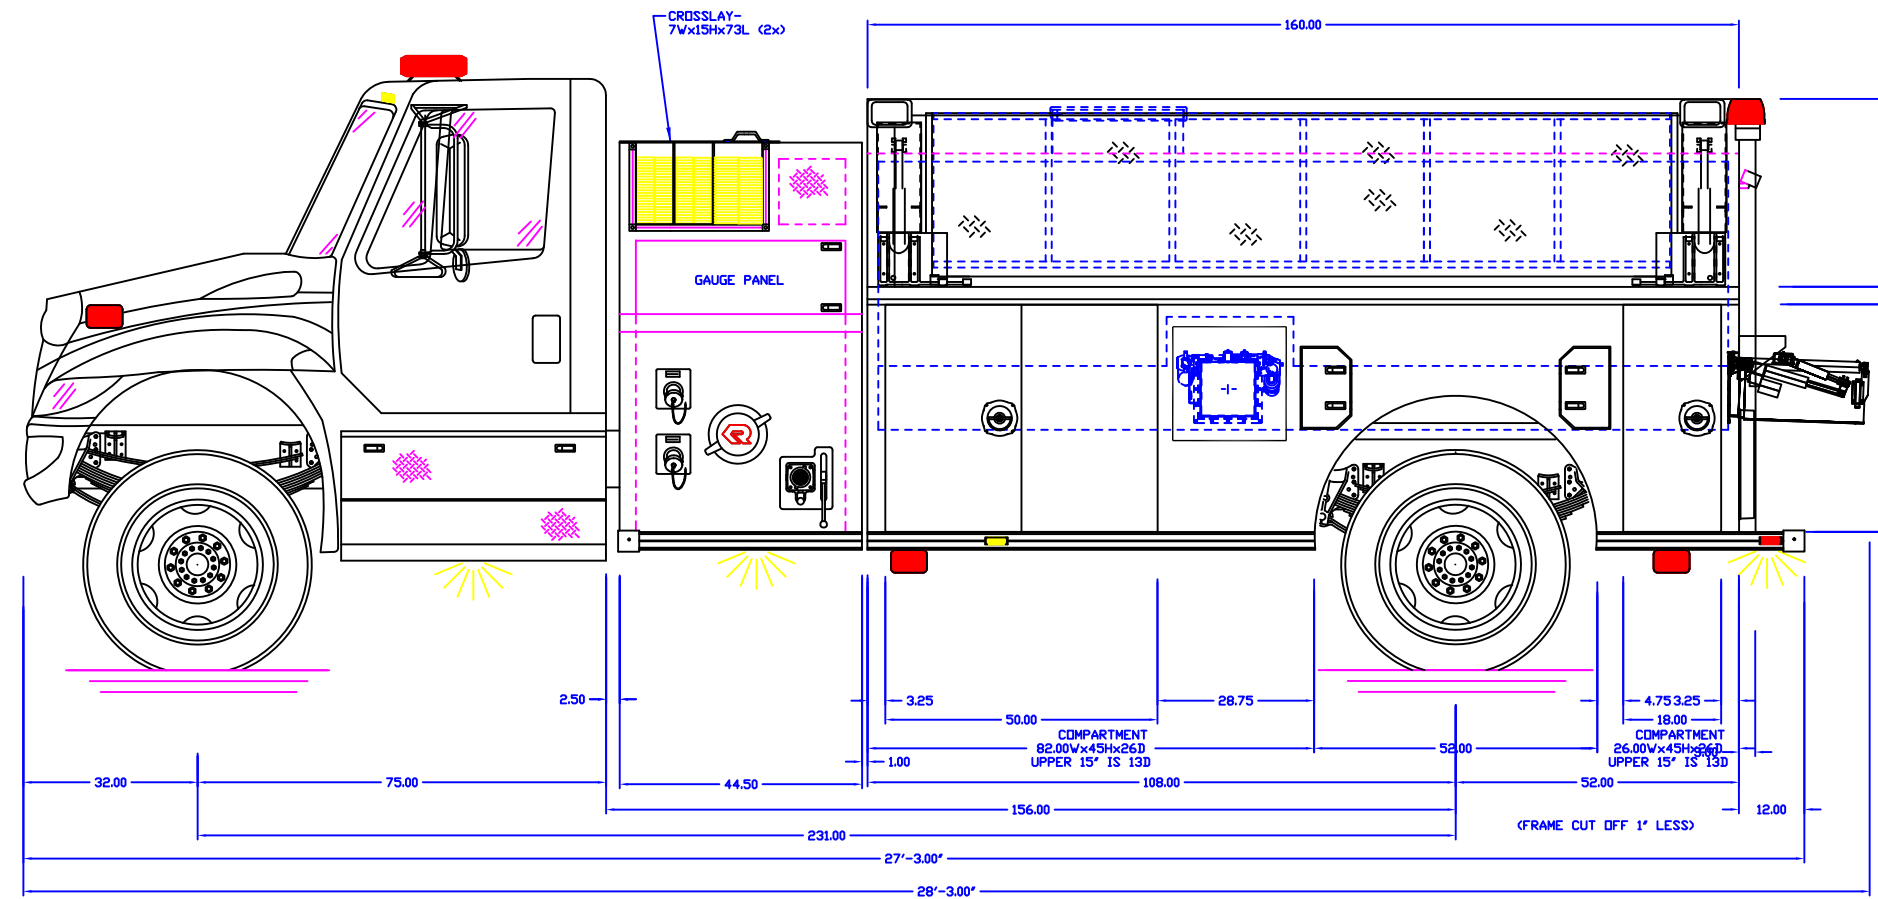 CROSSLAY-
7Wx15Hx73L (2x)
160.00
GAUGE PANEL
2.50
3.25
28.75
4.75 3.25
50.00
18.00
COMPARTMENT
82.00Wx45Hx26D
UPPER 15" IS 13D
52.00
COMPARTMENT
26.00Wx45Hx26D
UPPER 15" IS 13D
1.00
32.00
75.00
44.50
108.00
52.00
156.00
12.00
(FRAME CUT OFF 1" LESS)
231.00
27'-3.00"
28'-3.00"